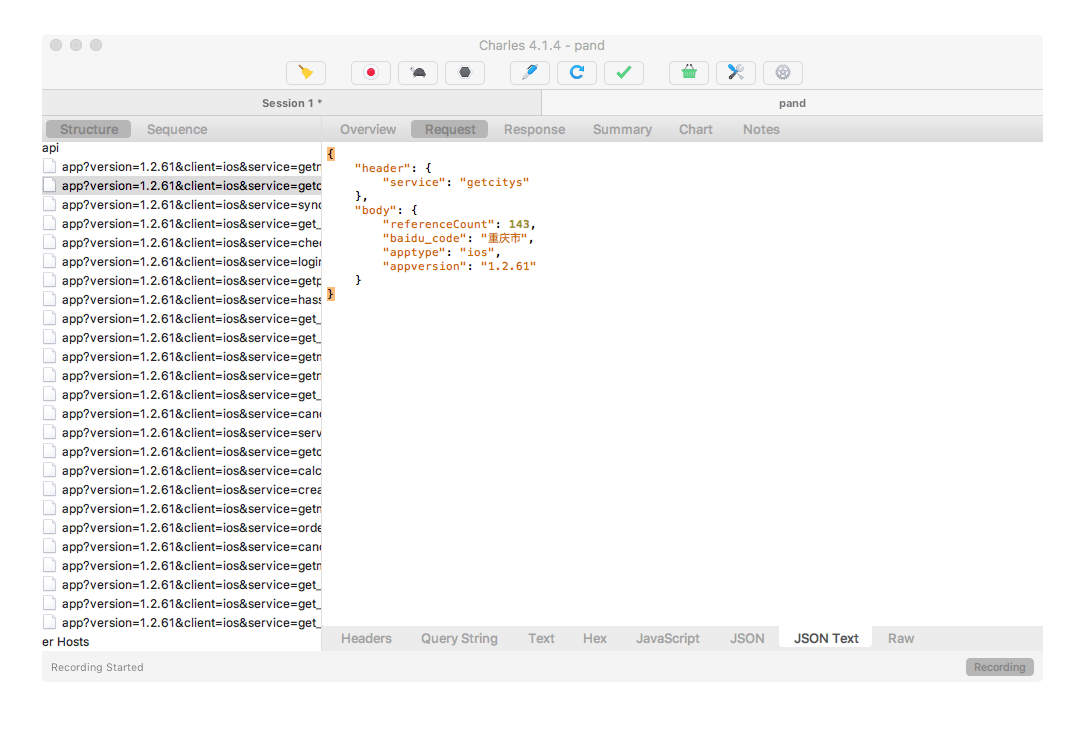 Charles 4.1.4 - pand
Session 1 *
pand
Structure
Sequence
Overview
Request
Response
Summary
Chart
Notes
api
app?version=1.2.61&client=ios&service=getn
app?version=1.2.61&client=ios&service=getc
app?version=1.2.61&client=ios&service=sync
app?version=1.2.61&client=ios&service=get_
app?version=1.2.61&client=ios&service=chec
app?version=1.2.61&client=ios&service=login
app?version=1.2.61&client=ios&service=getp
app?version=1.2.61&client=ios&service=hass
app?version=1.2.61&client=ios&service=get_
app?version=1.2.61&client=ios&service=get_
app?version=1.2.61&client=ios&service=getm
app?version=1.2.61&client=ios&service=getn
app?version=1.2.61&client=ios&service=get_
app?version=1.2.61&client=ios&service=canc
app?version=1.2.61&client=ios&service=serv
app?version=1.2.61&client=ios&service=getc
app?version=1.2.61&client=ios&service=calc
app?version=1.2.61&client=ios&service=crea
app?version=1.2.61&client=ios&service=getm
app?version=1.2.61&client=ios&service=orde
app?version=1.2.61&client=ios&service=canc
app?version=1.2.61&client=ios&service=getm
app?version=1.2.61&client=ios&service=get_
app?version=1.2.61&client=ios&service=get_
app?version=1.2.61&client=ios&service=get_
er Hosts
{
"header": {
"service": "getcitys"
},
"body": {
"referenceCount": 143,
"baidu_code": "重庆市",
"apptype": "ios",
"appversion": "1.2.61"
}
}
Headers
Query String
Text
Hex
JavaScript
JSON
JSON Text
Raw
Recording Started
Recording